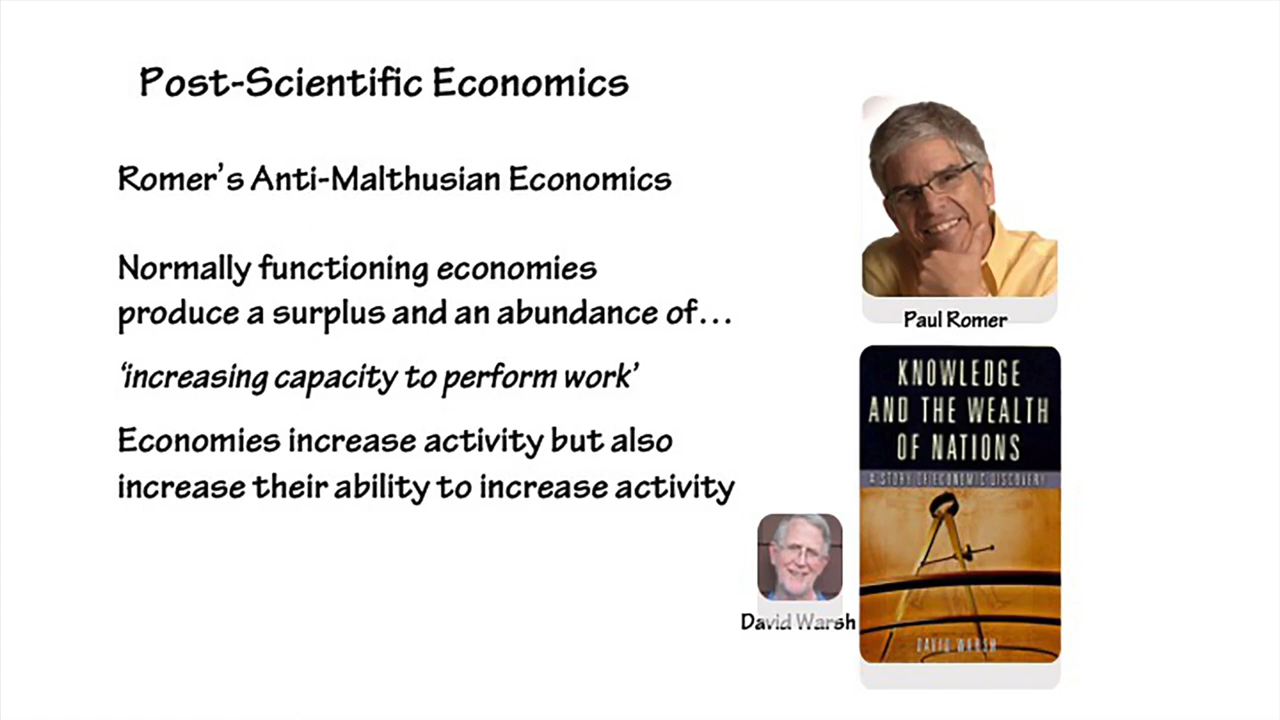 Post-Scientific Economics
Romer's Anti-Malthusian Economics
Normally functioning economies
produce a surplus and an abundance of...
‘increasing capacity to perform work’
Economies increase activity but also
increase their ability to increase activity
Paul Romer
KNOWLEDGE
AND THE WEALTH
OF NATIONS
A STORY OF ECONOMIC DISCOVERY
DAVID WARSH
David Warsh